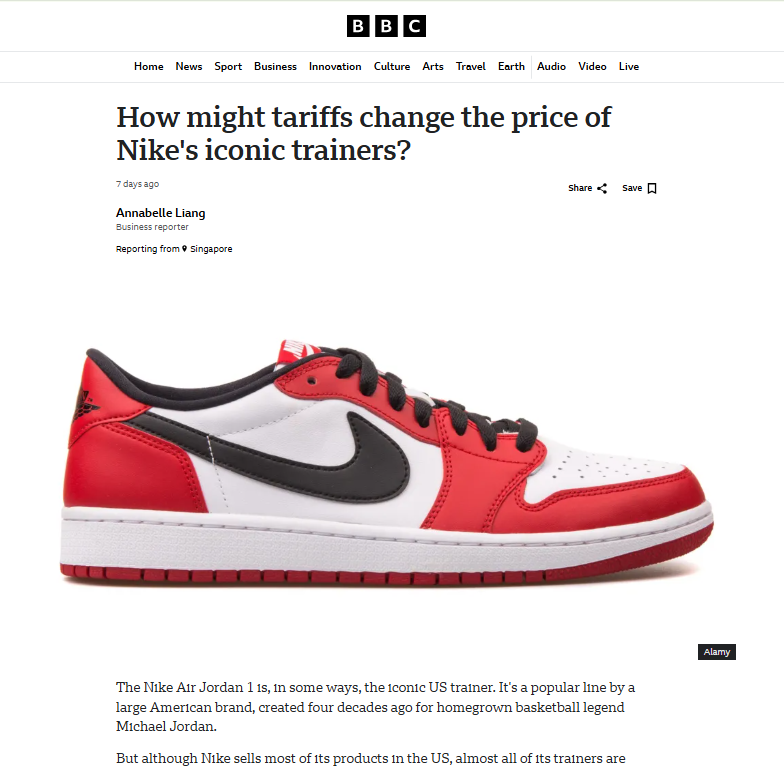 BBC
Home News Sport Business Innovation Culture Arts Travel Earth Audio Video Live
How might tariffs change the price of
Nike's iconic trainers?
7 days ago
Share Save
Annabelle Liang
Business reporter
Reporting from Singapore
Alamy
The Nike Air Jordan 1 is, in some ways, the iconic US trainer. It's a popular line by a
large American brand, created four decades ago for homegrown basketball legend
Michael Jordan.
But although Nike sells most of its products in the US, almost all of its trainers are